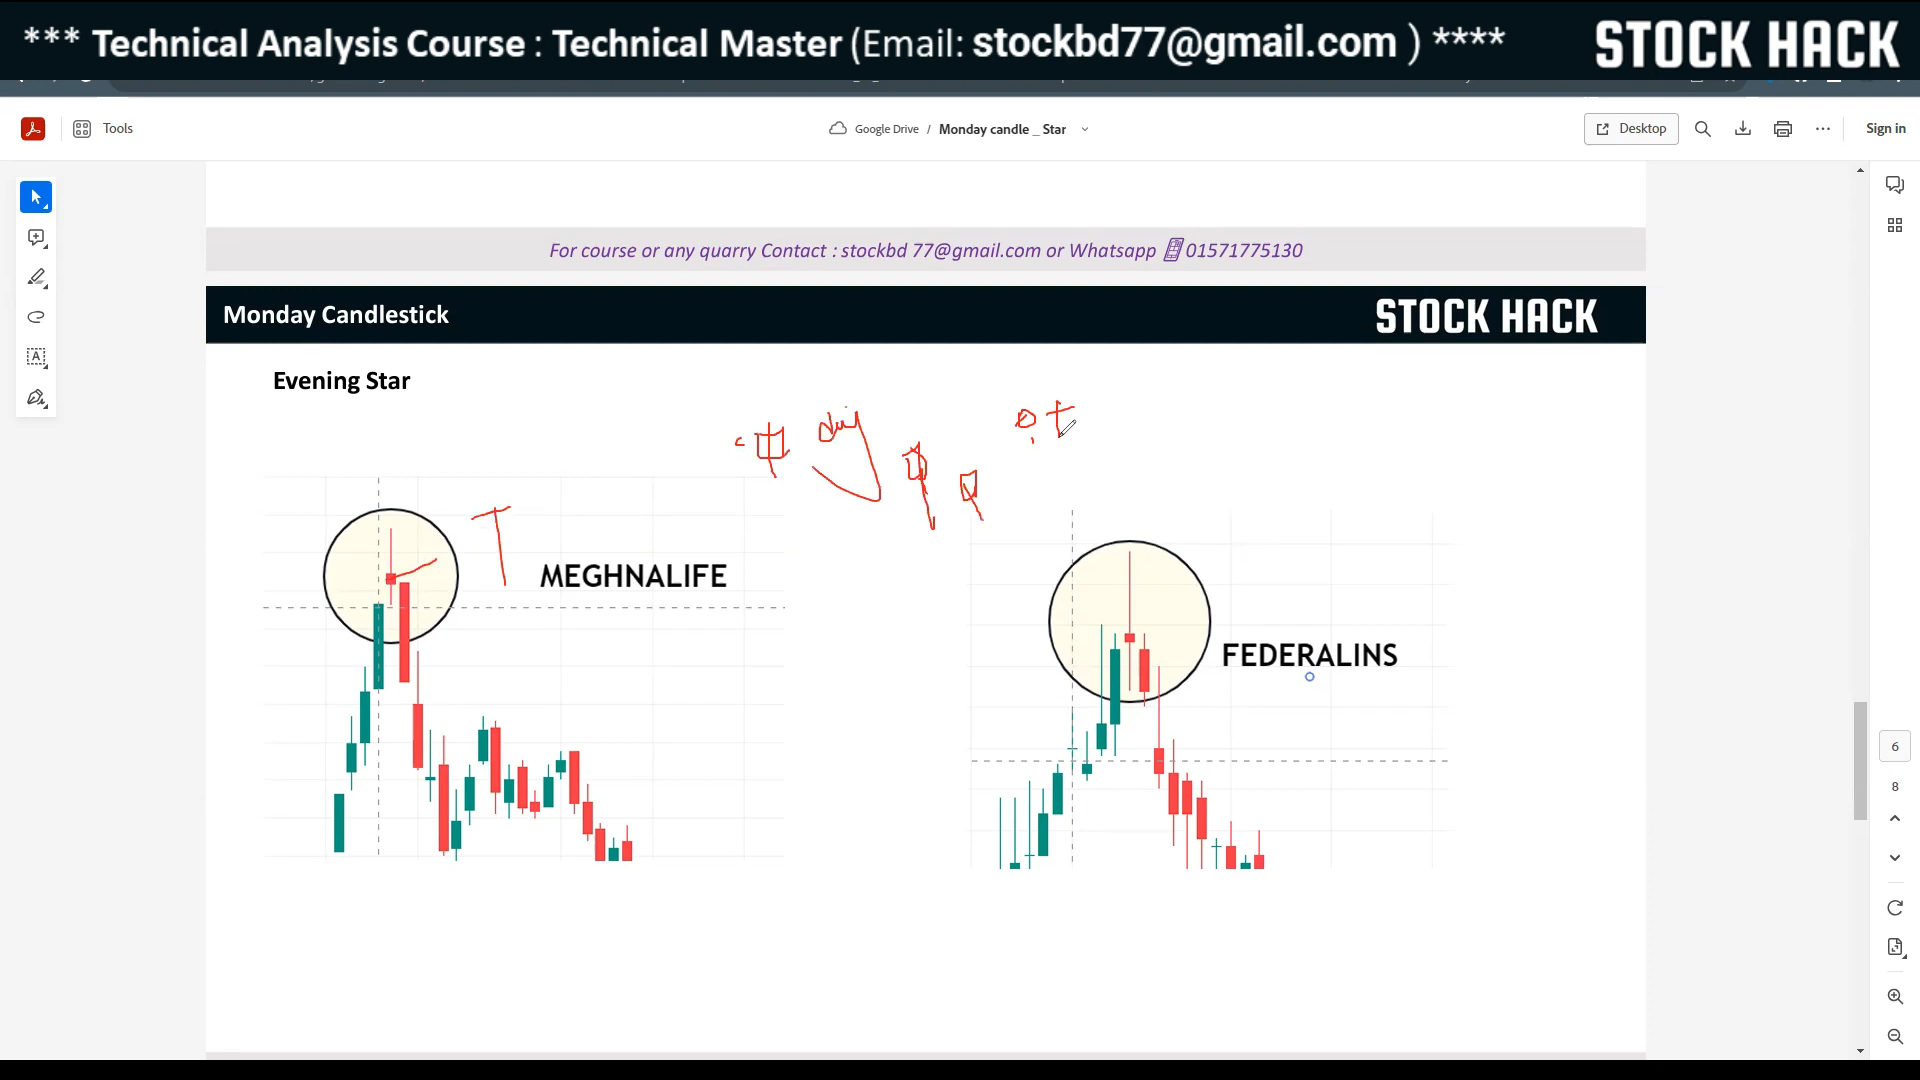 *** Technical Analysis Course : Technical Master (Email: stockbd77@gmail.com ) ****
STOCK HACK
Tools
Google Drive / Monday candle _ Star
Desktop
Sign in
For course or any quarry Contact : stockbd 77@gmail.com or Whatsapp 01571775130
Monday Candlestick
STOCK HACK
Evening Star
T
MEGHNALIFE
FEDERALINS
6
8